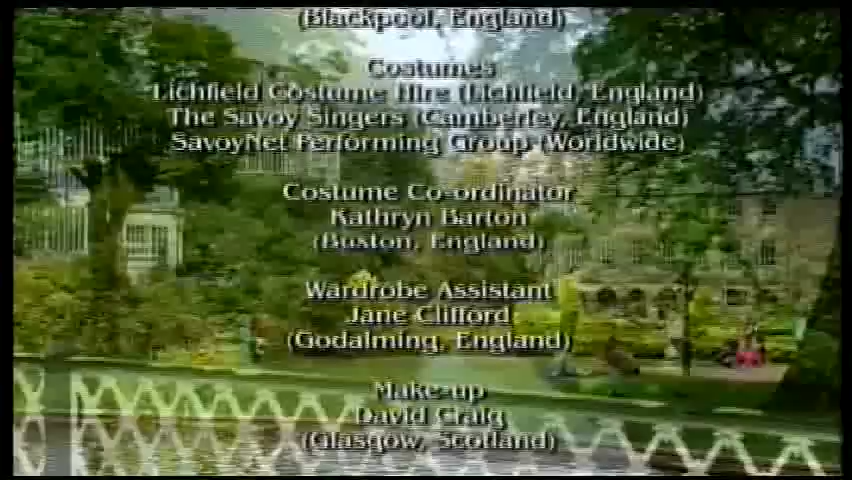 (Blackpool, England)
Costumes
Lichfield Costume Hire (Lichfield, England)
The Savoy Singers (Camberley, England)
SavoyNet Performing Group (Worldwide)
Costume Co-ordinator
Kathryn Barton
(Buxton, England)
Wardrobe Assistant
Jane Clifford
(Godalming, England)
Make-up
David Craig
(Glasgow, Scotland)